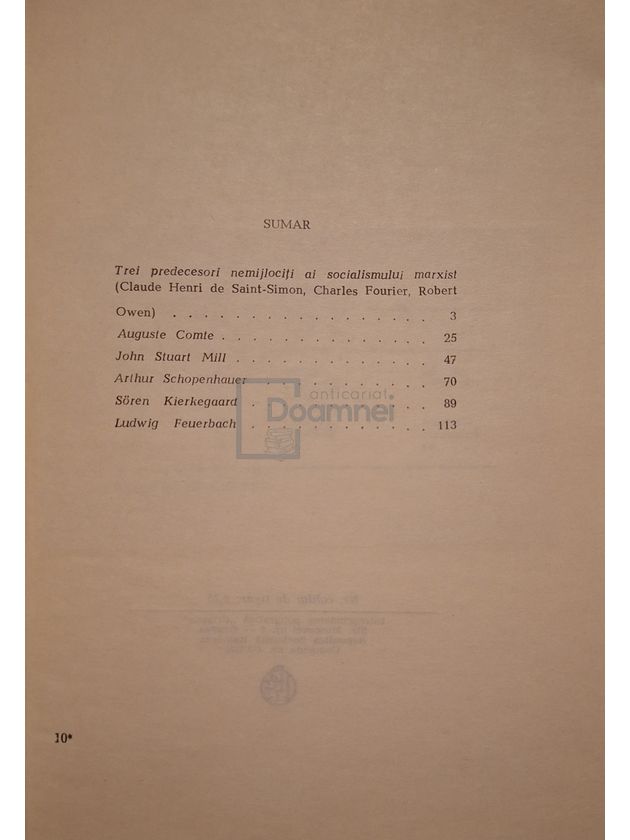 SUMAR
Trei predecesori nemijlociți ai socialismului marxist
(Claude Henri de Saint-Simon, Charles Fourier, Robert
Owen) . . . . . . . . . . . . . . . . . 3
Auguste Comte . . . . . . . . . . . . . . 25
John Stuart Mill . . . . . . . . . . . . . 47
Arthur Schopenhauer . . . . . . . . . . . 70
Sören Kierkegaard . . . . . . . . . . . . 89
Ludwig Feuerbach . . . . . . . . . . . . 113
anticariat
Doamnei
10*